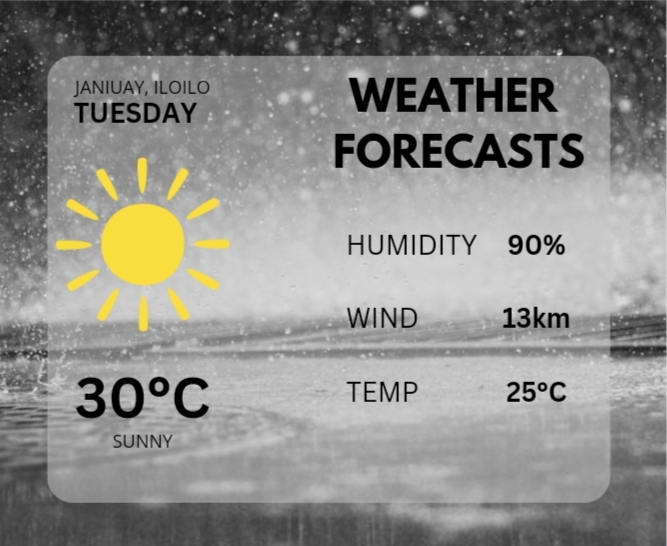 JANIUAY, ILOILO
TUESDAY
30°C
SUNNY
WEATHER
FORECASTS
HUMIDITY 90%
WIND 13km
TEMP 25°C